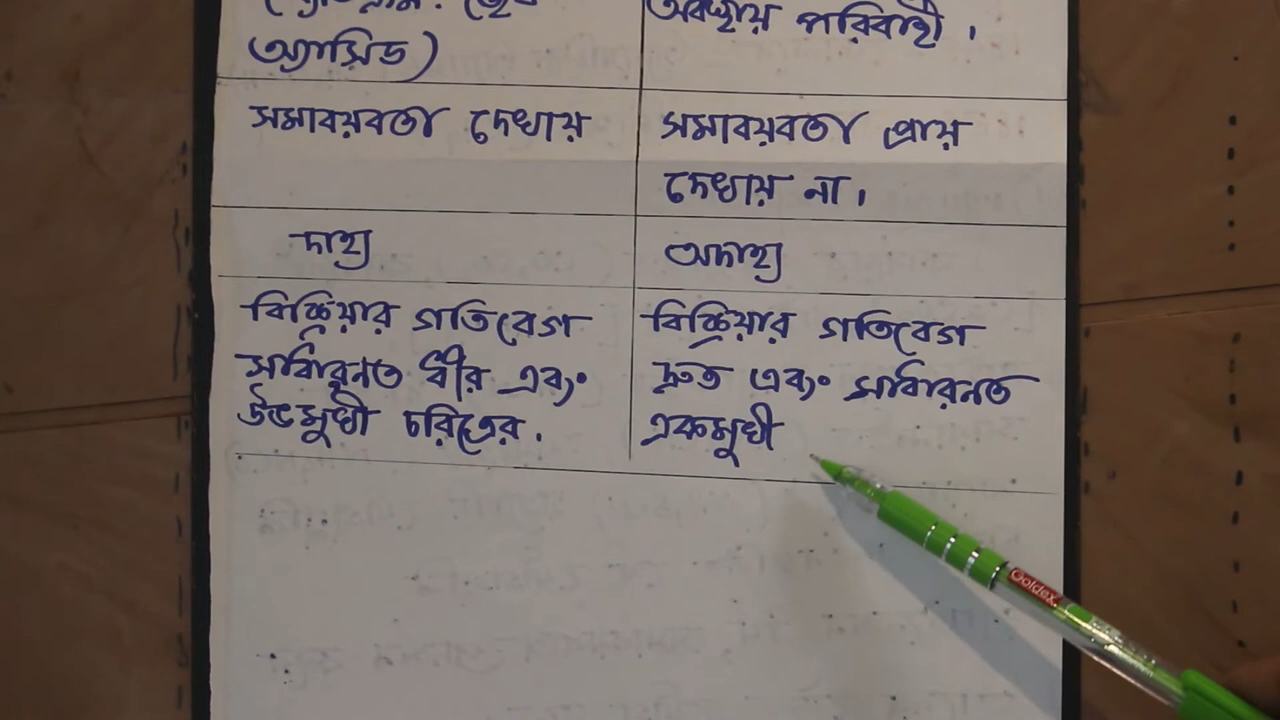 অ্যাসিড)
অবস্থায় পরিবাহী।
সমাবয়বতা দেখায়
সমাবয়বতা প্রায়
দেখায় না।
দাহ্য
অদাহ্য
বিক্রিয়ার গতিবেগ
সাধারনত ধীর এবং
উভমুখী চরিত্রের.
বিক্রিয়ার গতিবেগ
দ্রুত এবং সাধারনত
একমুখী
Goldex